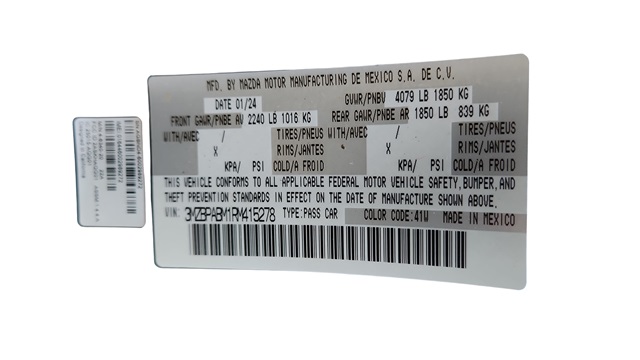 MFD. BY MAZDA MOTOR MANUFACTURING DE MEXICO S.A. DE C.V.
DATE 01/24 GVWR/PNBV 4079 LB 1850 KG
FRONT GAWR/PNBE AV 2240 LB 1016 KG REAR GAWR/PNBE AR 1850 LB 839 KG
WITH/AVEC / TIRES/PNEUS WITH/AVEC / TIRES/PNEUS
X RIMS/JANTES X RIMS/JANTES
KPA/ PSI COLD/A FROID KPA/ PSI COLD/A FROID
THIS VEHICLE CONFORMS TO ALL APPLICABLE FEDERAL MOTOR VEHICLE SAFETY, BUMPER, AND
THEFT PREVENTION STANDARDS IN EFFECT ON THE DATE OF MANUFACTURE SHOWN ABOVE.
VIN: 3MZBPABM1RM415278 TYPE:PASS CAR COLOR CODE:41W MADE IN MEXICO